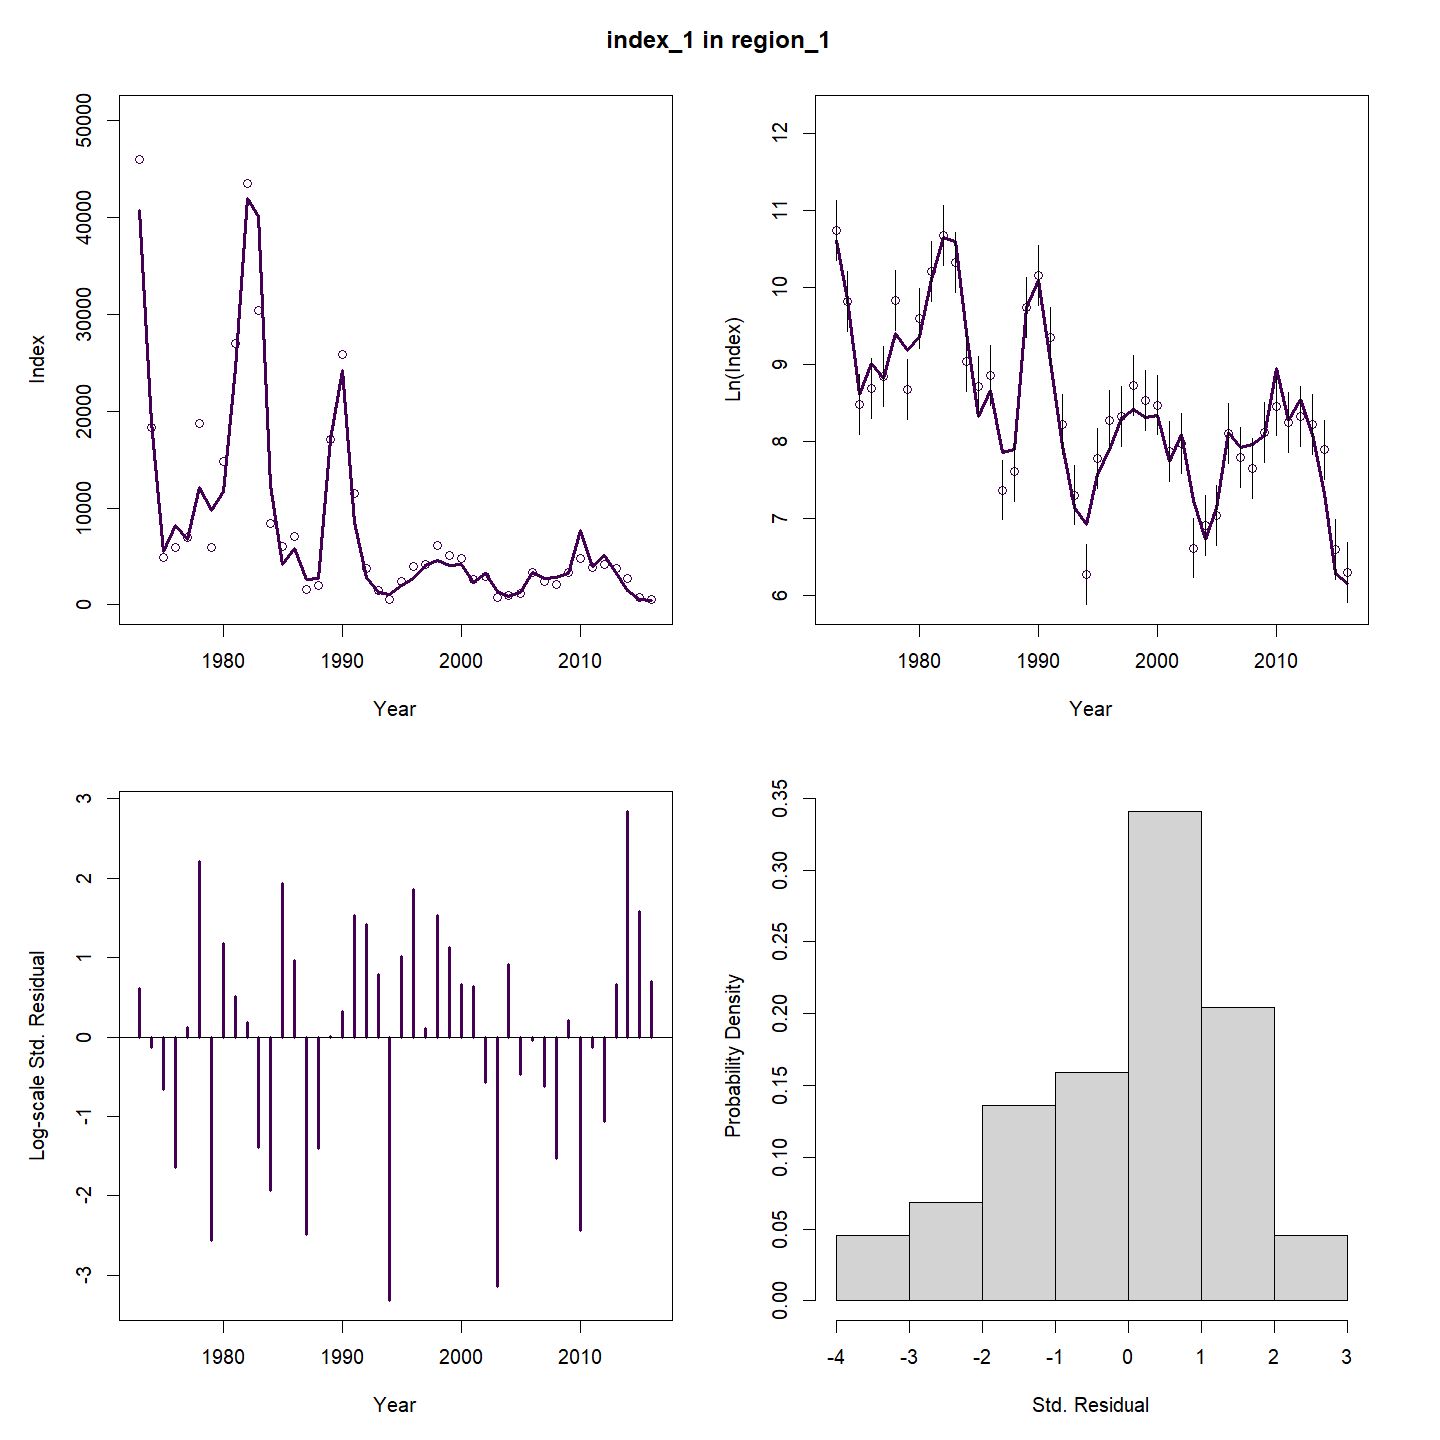 index_1 in region_1
Index
50000
40000
30000
20000
10000
0
1980 1990 2000 2010
Year
Ln(Index)
12
11
10
9
8
7
6
1980 1990 2000 2010
Year
Log-scale Std. Residual
3
2
1
0
-1
-2
-3
1980 1990 2000 2010
Year
Probability Density
0.35
0.30
0.25
0.20
0.15
0.10
0.05
0.00
-4 -3 -2 -1 0 1 2 3
Std. Residual